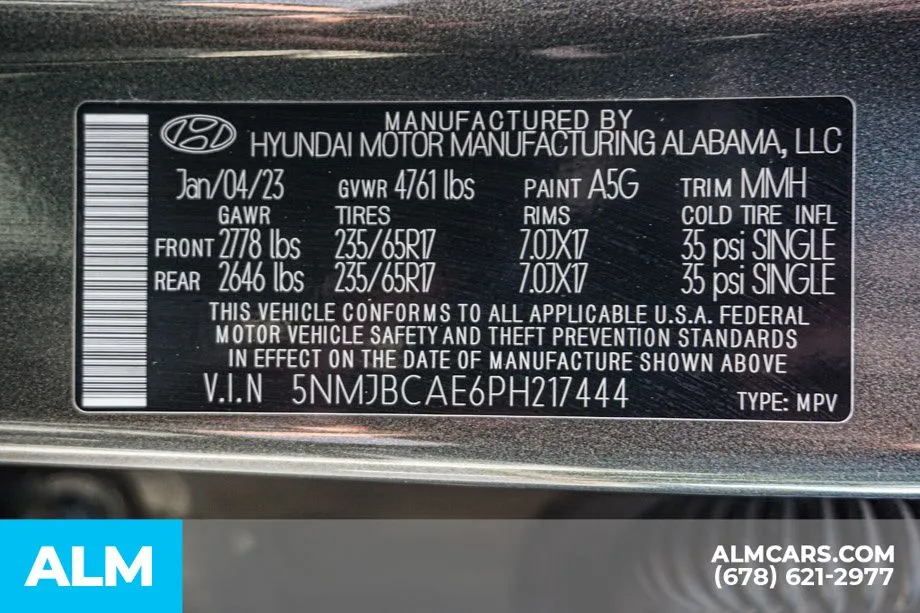 MANUFACTURED BY
HYUNDAI MOTOR MANUFACTURING ALABAMA, LLC
Jan/04/23 GVWR 4761 lbs PAINT A5G TRIM MMH
GAWR TIRES RIMS COLD TIRE INFL
FRONT 2778 lbs 235/65R17 7.0JX17 35 psi SINGLE
REAR 2646 lbs 235/65R17 7.0JX17 35 psi SINGLE
THIS VEHICLE CONFORMS TO ALL APPLICABLE U.S.A. FEDERAL
MOTOR VEHICLE SAFETY AND THEFT PREVENTION STANDARDS
IN EFFECT ON THE DATE OF MANUFACTURE SHOWN ABOVE
V.I.N 5NMJBCAE6PH217444 TYPE: MPV
ALM
ALMCARS.COM
(678) 621-2977